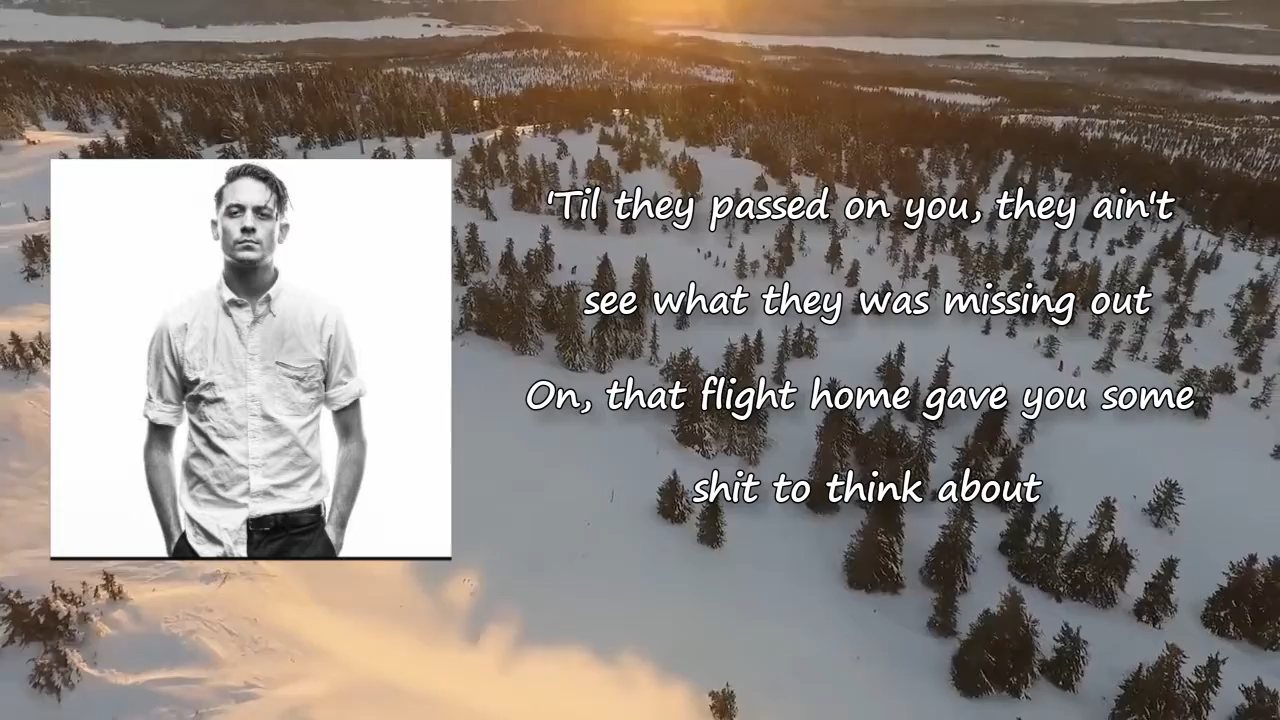 'Til they passed on you, they ain't
see what they was missing out
On, that flight home gave you some
shit to think about